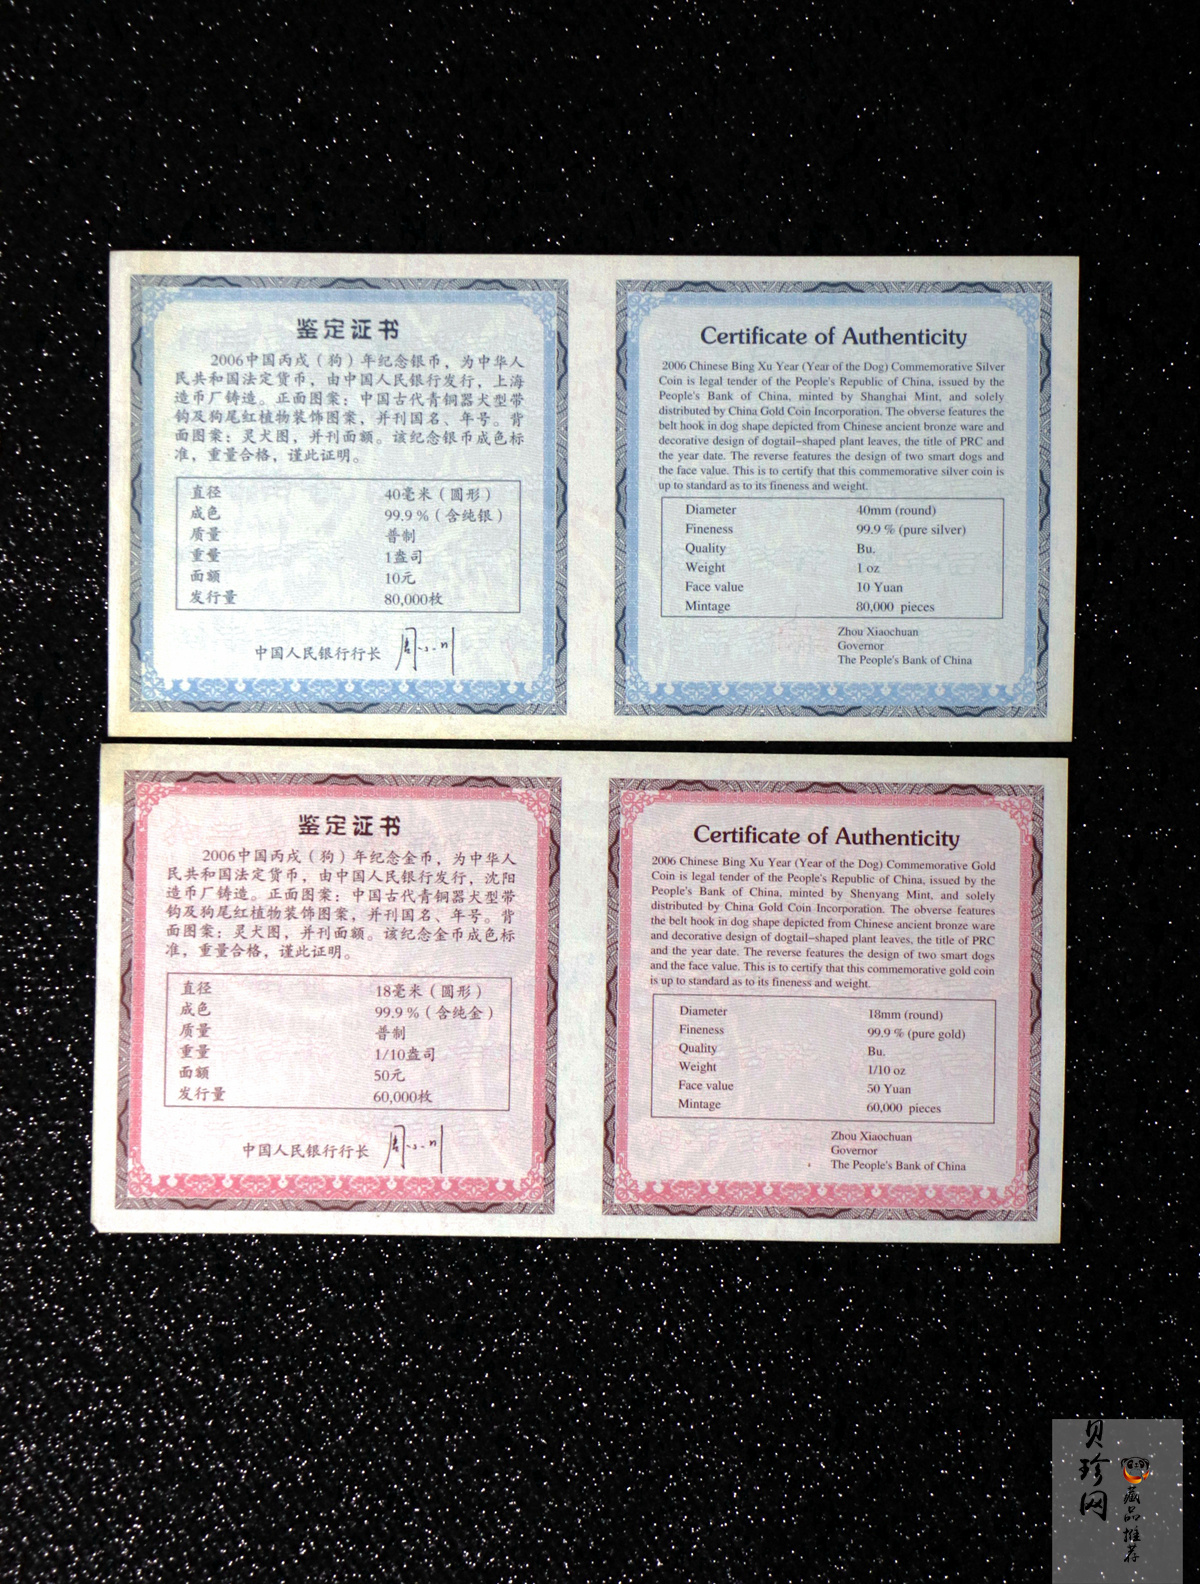 鉴定证书
2006中国丙戌（狗）年纪念银币，为中华人
民共和国法定货币，由中国人民银行发行，上海
造币厂铸造。正面图案：中国古代青铜器犬型带
钩及狗尾红植物装饰图案，并刊国名、年号。背
面图案：灵犬图，并刊面额。该纪念银币成色标
准，重量合格，谨此证明。
直径 40毫米（圆形）
成色 99.9 %（含纯银）
质量 普制
重量 1盎司
面额 10元
发行量 80,000枚
中国人民银行行长
Certificate of Authenticity
2006 Chinese Bing Xu Year (Year of the Dog) Commemorative Silver
Coin is legal tender of the People's Republic of China, issued by the
People's Bank of China, minted by Shanghai Mint, and solely
distributed by China Gold Coin Incorporation. The obverse features the
belt hook in dog shape depicted from Chinese ancient bronze ware and
decorative design of dogtail-shaped plant leaves, the title of PRC and
the year date. The reverse features the design of two smart dogs and
the face value. This is to certify that this commemorative silver coin is
up to standard as to its fineness and weight.
Diameter 40mm (round)
Fineness 99.9 % (pure silver)
Quality Bu.
Weight 1 oz
Face value 10 Yuan
Mintage 80,000 pieces
Zhou Xiaochuan
Governor
The People's Bank of China
鉴定证书
2006中国丙戌（狗）年纪念金币，为中华人
民共和国法定货币，由中国人民银行发行，沈阳
造币厂铸造。正面图案：中国古代青铜器犬型带
钩及狗尾红植物装饰图案，并刊国名、年号。背
面图案：灵犬图，并刊面额。该纪念金币成色标
准，重量合格，谨此证明。
直径 18毫米（圆形）
成色 99.9 %（含纯金）
质量 普制
重量 1/10盎司
面额 50元
发行量 60,000枚
中国人民银行行长
Certificate of Authenticity
2006 Chinese Bing Xu Year (Year of the Dog) Commemorative Gold
Coin is legal tender of the People's Republic of China, issued by the
People's Bank of China, minted by Shenyang Mint, and solely
distributed by China Gold Coin Incorporation. The obverse features
the belt hook in dog shape depicted from Chinese ancient bronze ware
and decorative design of dogtail-shaped plant leaves, the title of PRC
and the year date. The reverse features the design of two smart dogs
and the face value. This is to certify that this commemorative gold coin
is up to standard as to its fineness and weight.
Diameter 18mm (round)
Fineness 99.9 % (pure gold)
Quality Bu.
Weight 1/10 oz
Face value 50 Yuan
Mintage 60,000 pieces
Zhou Xiaochuan
Governor
The People's Bank of China
贝珍网
藏品推荐